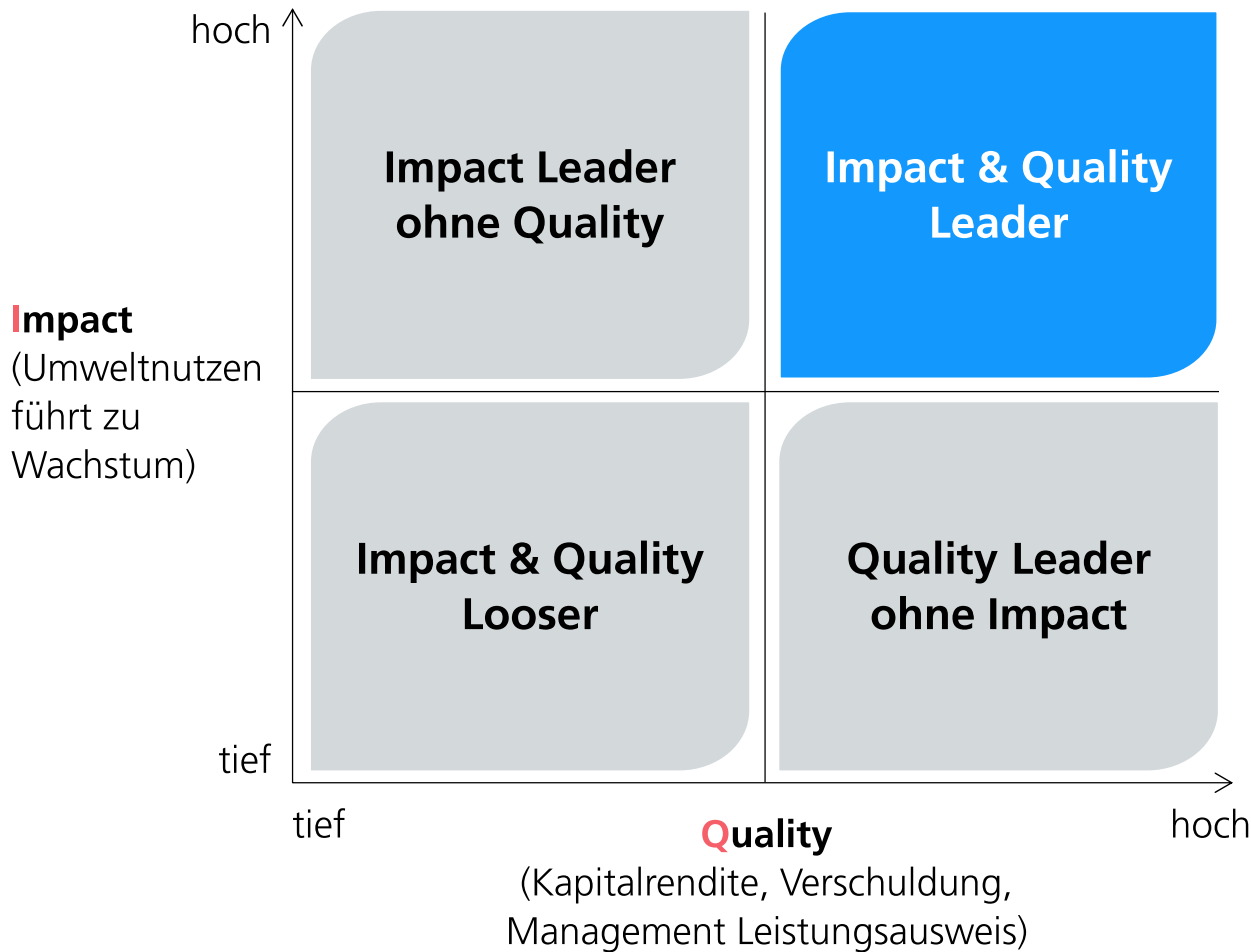 hoch
Impact Leader
ohne Quality
Impact & Quality
Leader
Impact
(Umweltnutzen
führt zu
Wachstum)
Impact & Quality
Looser
Quality Leader
ohne Impact
tief
tief
Quality
hoch
(Kapitalrendite, Verschuldung,
Management Leistungsausweis)